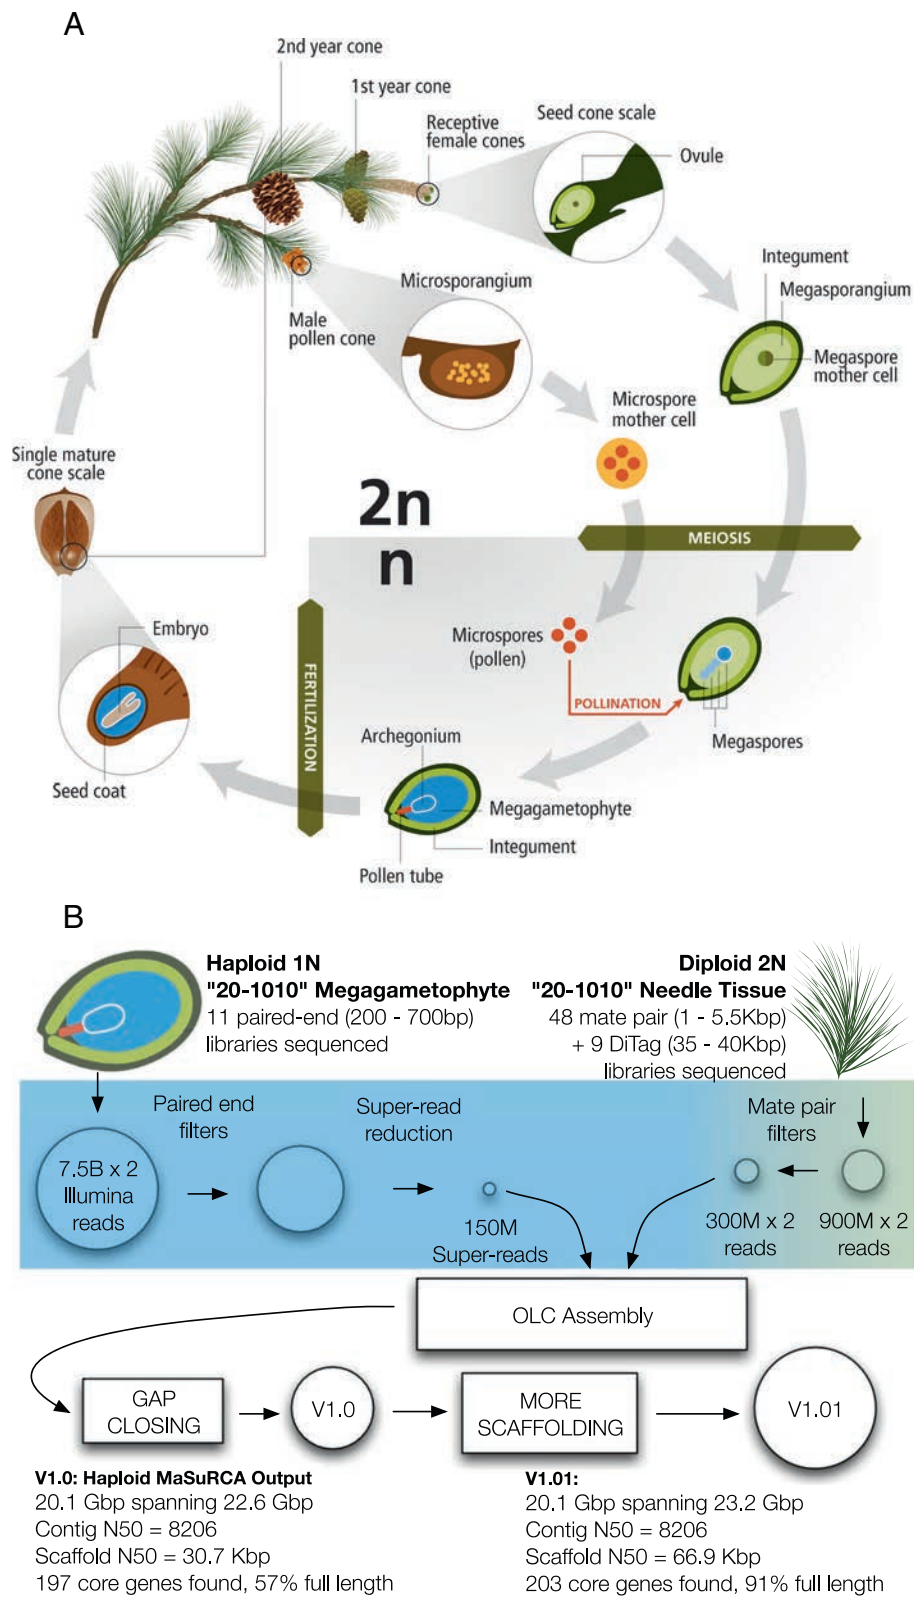 A
2nd year cone
1st year cone
Receptive
female cones
Seed cone scale
Ovule
Integument
Megasporangium
Megaspore
mother cell
Microsporangium
Male
pollen cone
Microspore
mother cell
Single mature
cone scale
2n
n
MEIOSIS
Embryo
Seed coat
FERTILIZATION
Microspores
(pollen)
POLLINATION
Megaspores
Archegonium
Megagametophyte
Integument
Pollen tube
B
Haploid 1N
"20-1010" Megagametophyte
11 paired-end (200 - 700bp)
libraries sequenced
Diploid 2N
"20-1010" Needle Tissue
48 mate pair (1 - 5.5Kbp)
+ 9 DiTag (35 - 40Kbp)
libraries sequenced
Paired end
filters
Super-read
reduction
Mate pair
filters
7.5B x 2
Illumina
reads
150M
Super-reads
300M x 2
reads
900M x 2
reads
OLC Assembly
GAP
CLOSING
V1.0
MORE
SCAFFOLDING
V1.01
V1.0: Haploid MaSuRCA Output
20.1 Gbp spanning 22.6 Gbp
Contig N50 = 8206
Scaffold N50 = 30.7 Kbp
197 core genes found, 57% full length
V1.01:
20.1 Gbp spanning 23.2 Gbp
Contig N50 = 8206
Scaffold N50 = 66.9 Kbp
203 core genes found, 91% full length